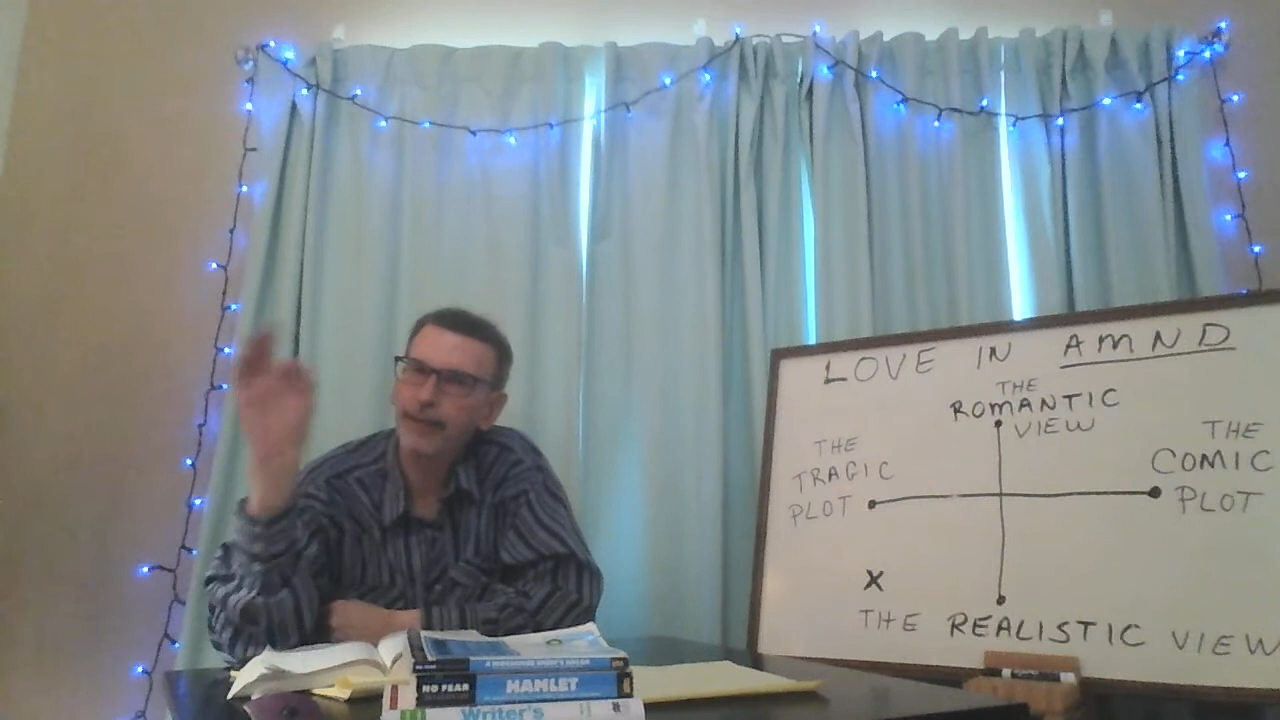 LOVE IN AMND
THE
ROMANTIC
VIEW
THE
TRAGIC
PLOT
THE
COMIC
PLOT
X
THE REALISTIC VIEW
A MIDSUMMER NIGHT'S DREAM
NO FEAR HAMLET
Writer's